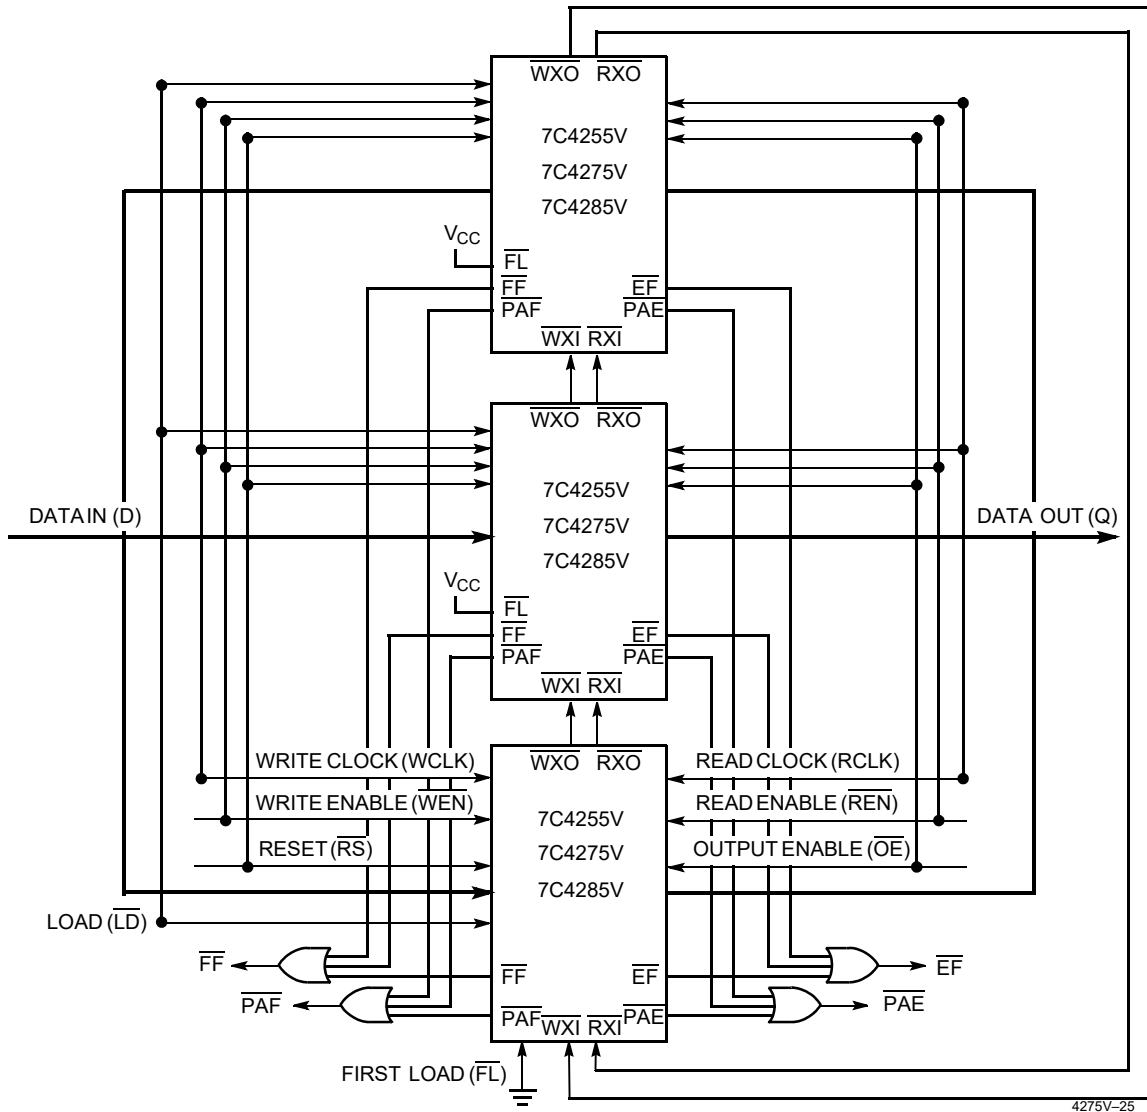 WXO RXO
7C4255V
7C4275V
7C4285V
VCC
FL
FF
EF
PAF
PAE
WXI RXI
WXO RXO
7C4255V
DATA IN (D)
DATA OUT (Q)
7C4275V
7C4285V
VCC
FL
FF
EF
PAF
PAE
WXI RXI
WXO RXO
WRITE CLOCK (WCLK)
READ CLOCK (RCLK)
WRITE ENABLE (WEN)
7C4255V
READ ENABLE (REN)
RESET (RS)
7C4275V
OUTPUT ENABLE (OE)
7C4285V
LOAD (LD)
FF
FF
EF
EF
PAF
PAE
PAF WXI RXI PAE
FIRST LOAD (FL)
4275V–25